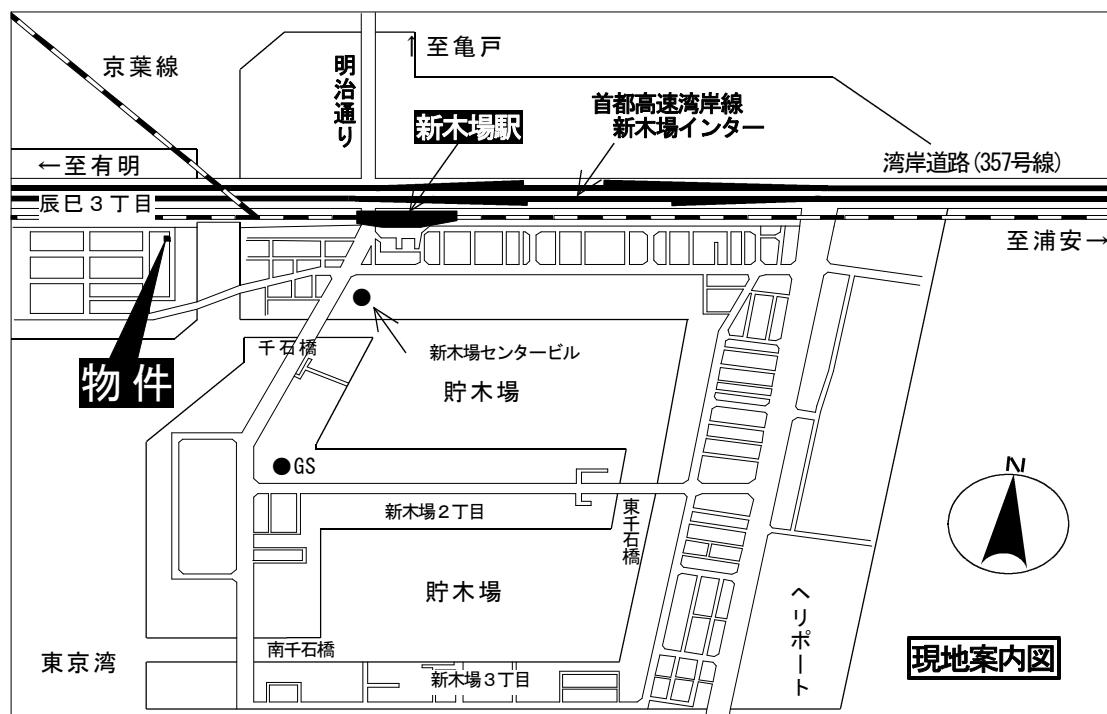 京葉線
明治通り
↑至亀戸
新木場駅
首都高速湾岸線
新木場インター
湾岸道路(357号線)
←至有明
辰巳3丁目
至浦安→
物件
千石橋
新木場センタービル
貯木場
GS
新木場2丁目
東千石橋
N
貯木場
ヘリポート
東京湾
南千石橋
新木場3丁目
現地案内図